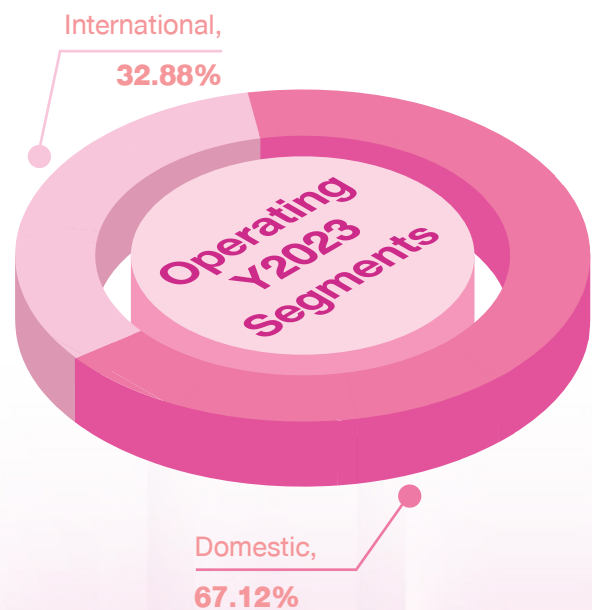 International,
32.88%
Operating
Y2023
Segments
Domestic,
67.12%